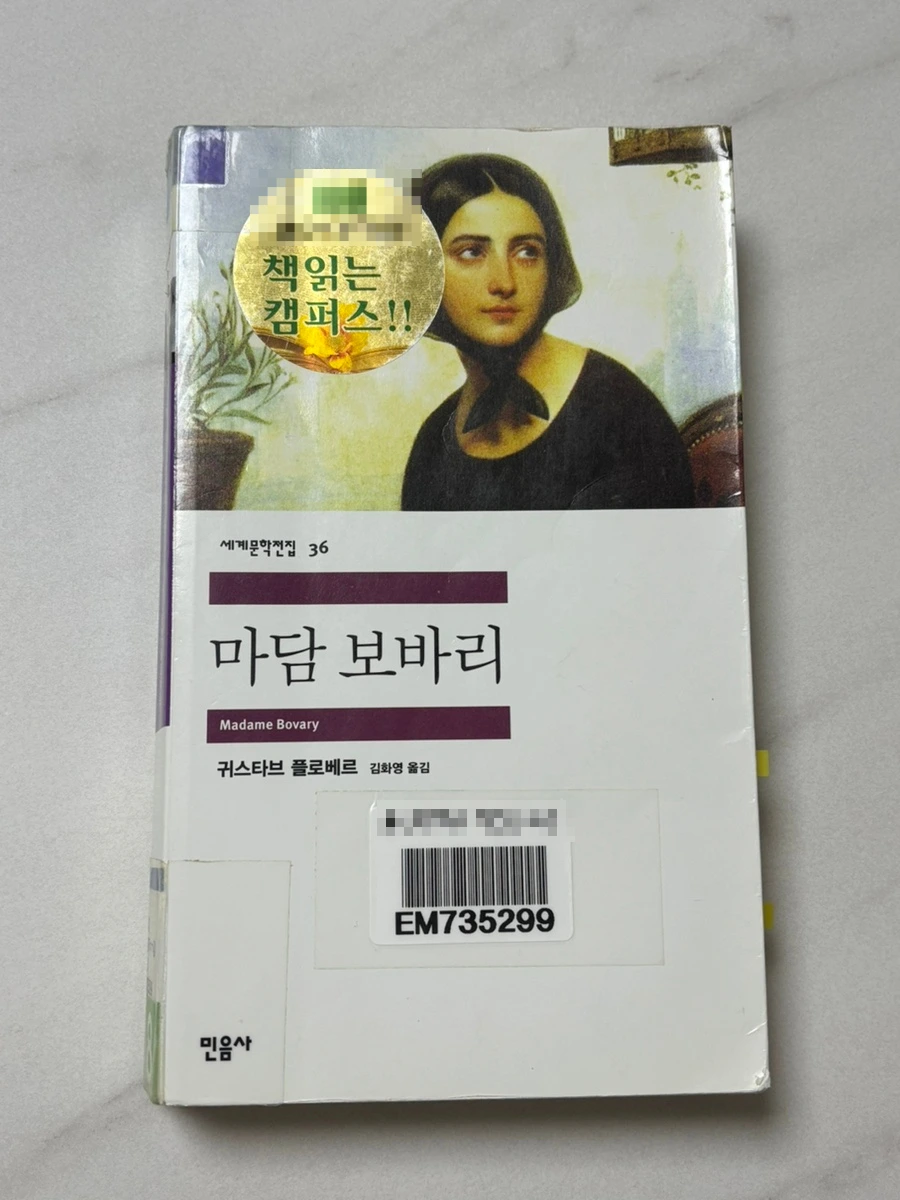 책읽는
캠퍼스!!
세계문학전집 36
마담 보바리
Madame Bovary
귀스타브 플로베르 김화영 옮김
EM735299
민음사